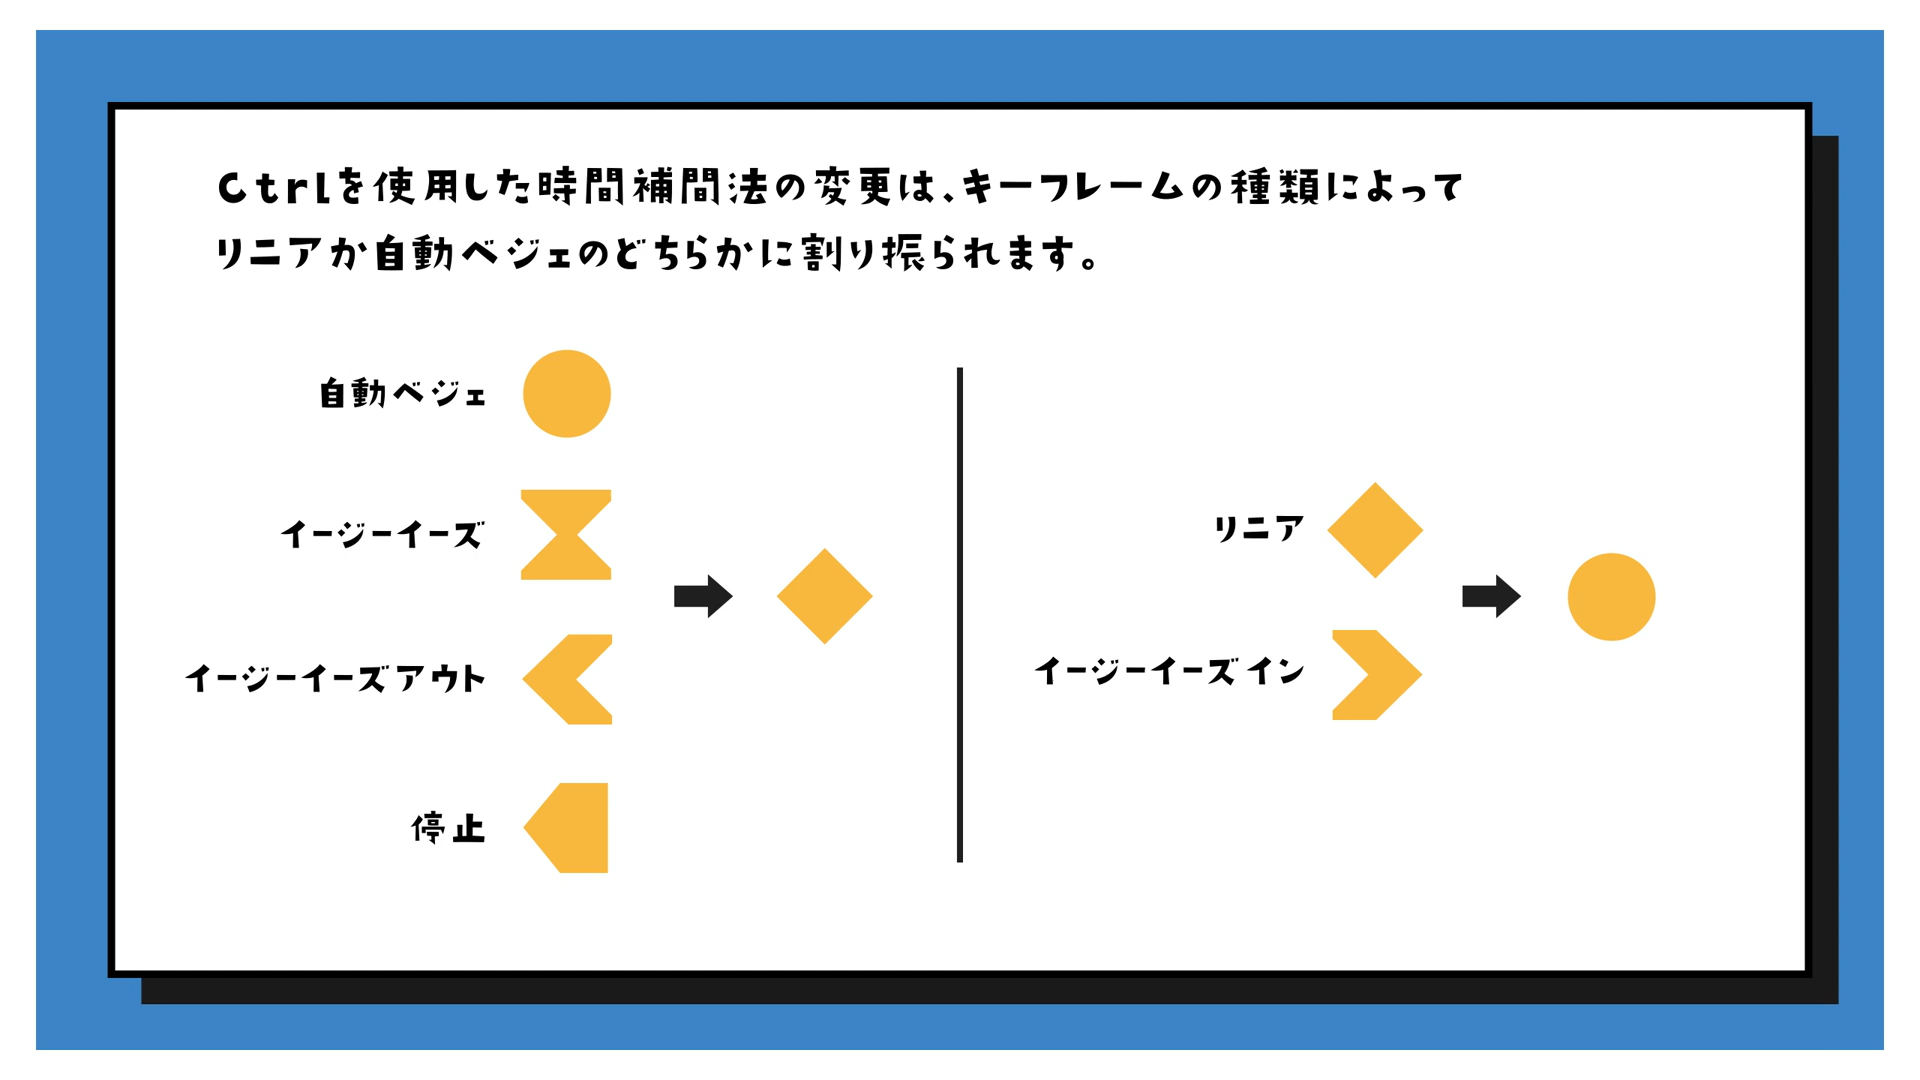 Ctrlを使用した時間補間法の変更は、キーフレームの種類によって
リニアか自動ベジェのどちらかに割り振られます。
自動ベジェ
イージーイーズ
イージーイーズアウト
停止
リニア
イージーイーズイン